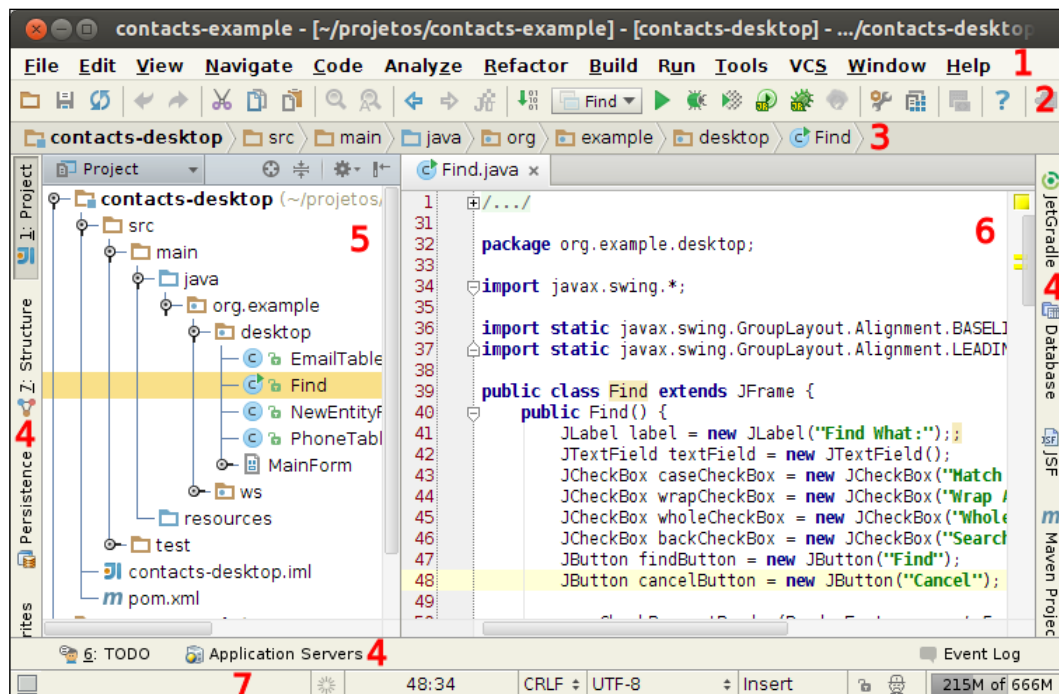 contacts-example - [~/projetos/contacts-example] - [contacts-desktop] - .../contacts-desktop
File Edit View Navigate Code Analyze Refactor Build Run Tools VCS Window Help 1
Find 2
contacts-desktop src main java org example desktop Find 3
1: Project
7: Structure
4
Persistence
Project
contacts-desktop (~/projetos/
src
5
main
java
org.example
desktop
EmailTable
Find
NewEntityF
PhoneTabl
MainForm
ws
resources
test
contacts-desktop.iml
pom.xml
Find.java
6
1 /.../
31
32 package org.example.desktop;
33
34 import javax.swing.*;
35
36 import static javax.swing.GroupLayout.Alignment.BASELI
37 import static javax.swing.GroupLayout.Alignment.LEADIN
38
39 public class Find extends JFrame {
40 public Find() {
41 JLabel label = new JLabel("Find What:");;
42 JTextField textField = new JTextField();
43 JCheckBox caseCheckBox = new JCheckBox("Match
44 JCheckBox wrapCheckBox = new JCheckBox("Wrap A
45 JCheckBox wholeCheckBox = new JCheckBox("Whole
46 JCheckBox backCheckBox = new JCheckBox("Search
47 JButton findButton = new JButton("Find");
48 JButton cancelButton = new JButton("Cancel");
49
JetGradle
4
Database
JSF
Maven Projec
6: TODO Application Servers 4 Event Log
7 48:34 CRLF UTF-8 Insert 215M of 666M